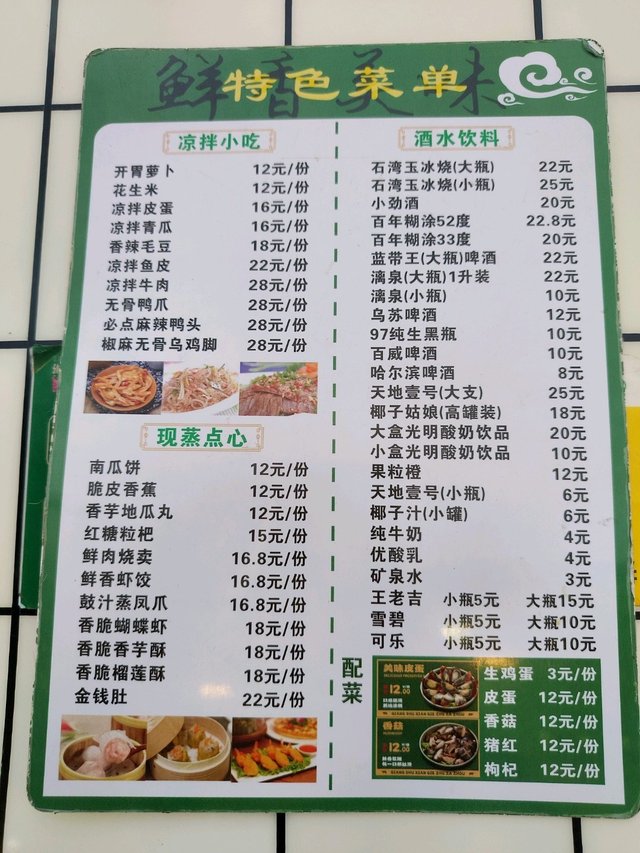 鲜香美味
特色菜单
凉拌小吃
开胃萝卜 12元/份
花生米 12元/份
凉拌皮蛋 16元/份
凉拌青瓜 16元/份
香辣毛豆 18元/份
凉拌鱼皮 22元/份
凉拌牛肉 28元/份
无骨鸭爪 28元/份
必点麻辣鸭头 28元/份
椒麻无骨乌鸡脚 28元/份
现蒸点心
南瓜饼 12元/份
脆皮香蕉 12元/份
香芋地瓜丸 12元/份
红糖粒粑 15元/份
鲜肉烧卖 16.8元/份
鲜香虾饺 16.8元/份
鼓汁蒸凤爪 16.8元/份
香脆蝴蝶虾 18元/份
香脆香芋酥 18元/份
香脆榴莲酥 18元/份
金钱肚 22元/份
酒水饮料
石湾玉冰烧(大瓶) 22元
石湾玉冰烧(小瓶) 25元
小劲酒 20元
百年糊涂52度 22.8元
百年糊涂33度 20元
蓝带王(大瓶)啤酒 22元
漓泉(大瓶)1升装 22元
漓泉(小瓶) 10元
乌苏啤酒 12元
97纯生黑瓶 10元
百威啤酒 10元
哈尔滨啤酒 8元
天地壹号(大支) 25元
椰子姑娘(高罐装) 18元
大盒光明酸奶饮品 20元
小盒光明酸奶饮品 10元
果粒橙 12元
天地壹号(小瓶) 6元
椰子汁(小罐) 6元
纯牛奶 4元
优酸乳 4元
矿泉水 3元
王老吉 小瓶5元 大瓶15元
雪碧 小瓶5元 大瓶10元
可乐 小瓶5元 大瓶10元
配菜
美味皮蛋
12.00
香菇
12
生鸡蛋 3元/份
皮蛋 12元/份
香菇 12元/份
猪红 12元/份
枸杞 12元/份